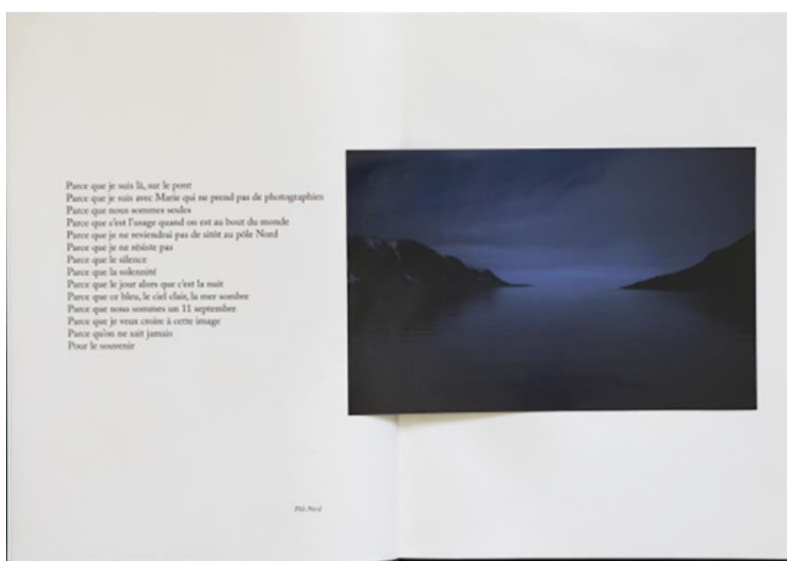 Parce que je suis là, sur le pont
Parce que je suis avec Marie qui ne prend pas de photographies
Parce que nous sommes seules
Parce que c'est l'usage quand on est au bout du monde
Parce que je ne reviendrai pas de sitôt au pôle Nord
Parce que je ne résiste pas
Parce que le silence
Parce que la solennité
Parce que le jour alors que c'est la nuit
Parce que ce bleu, le ciel clair, la mer sombre
Parce que nous sommes un 11 septembre
Parce que je veux croire à cette image
Parce qu'on ne sait jamais
Pour le souvenir
Pôle Nord